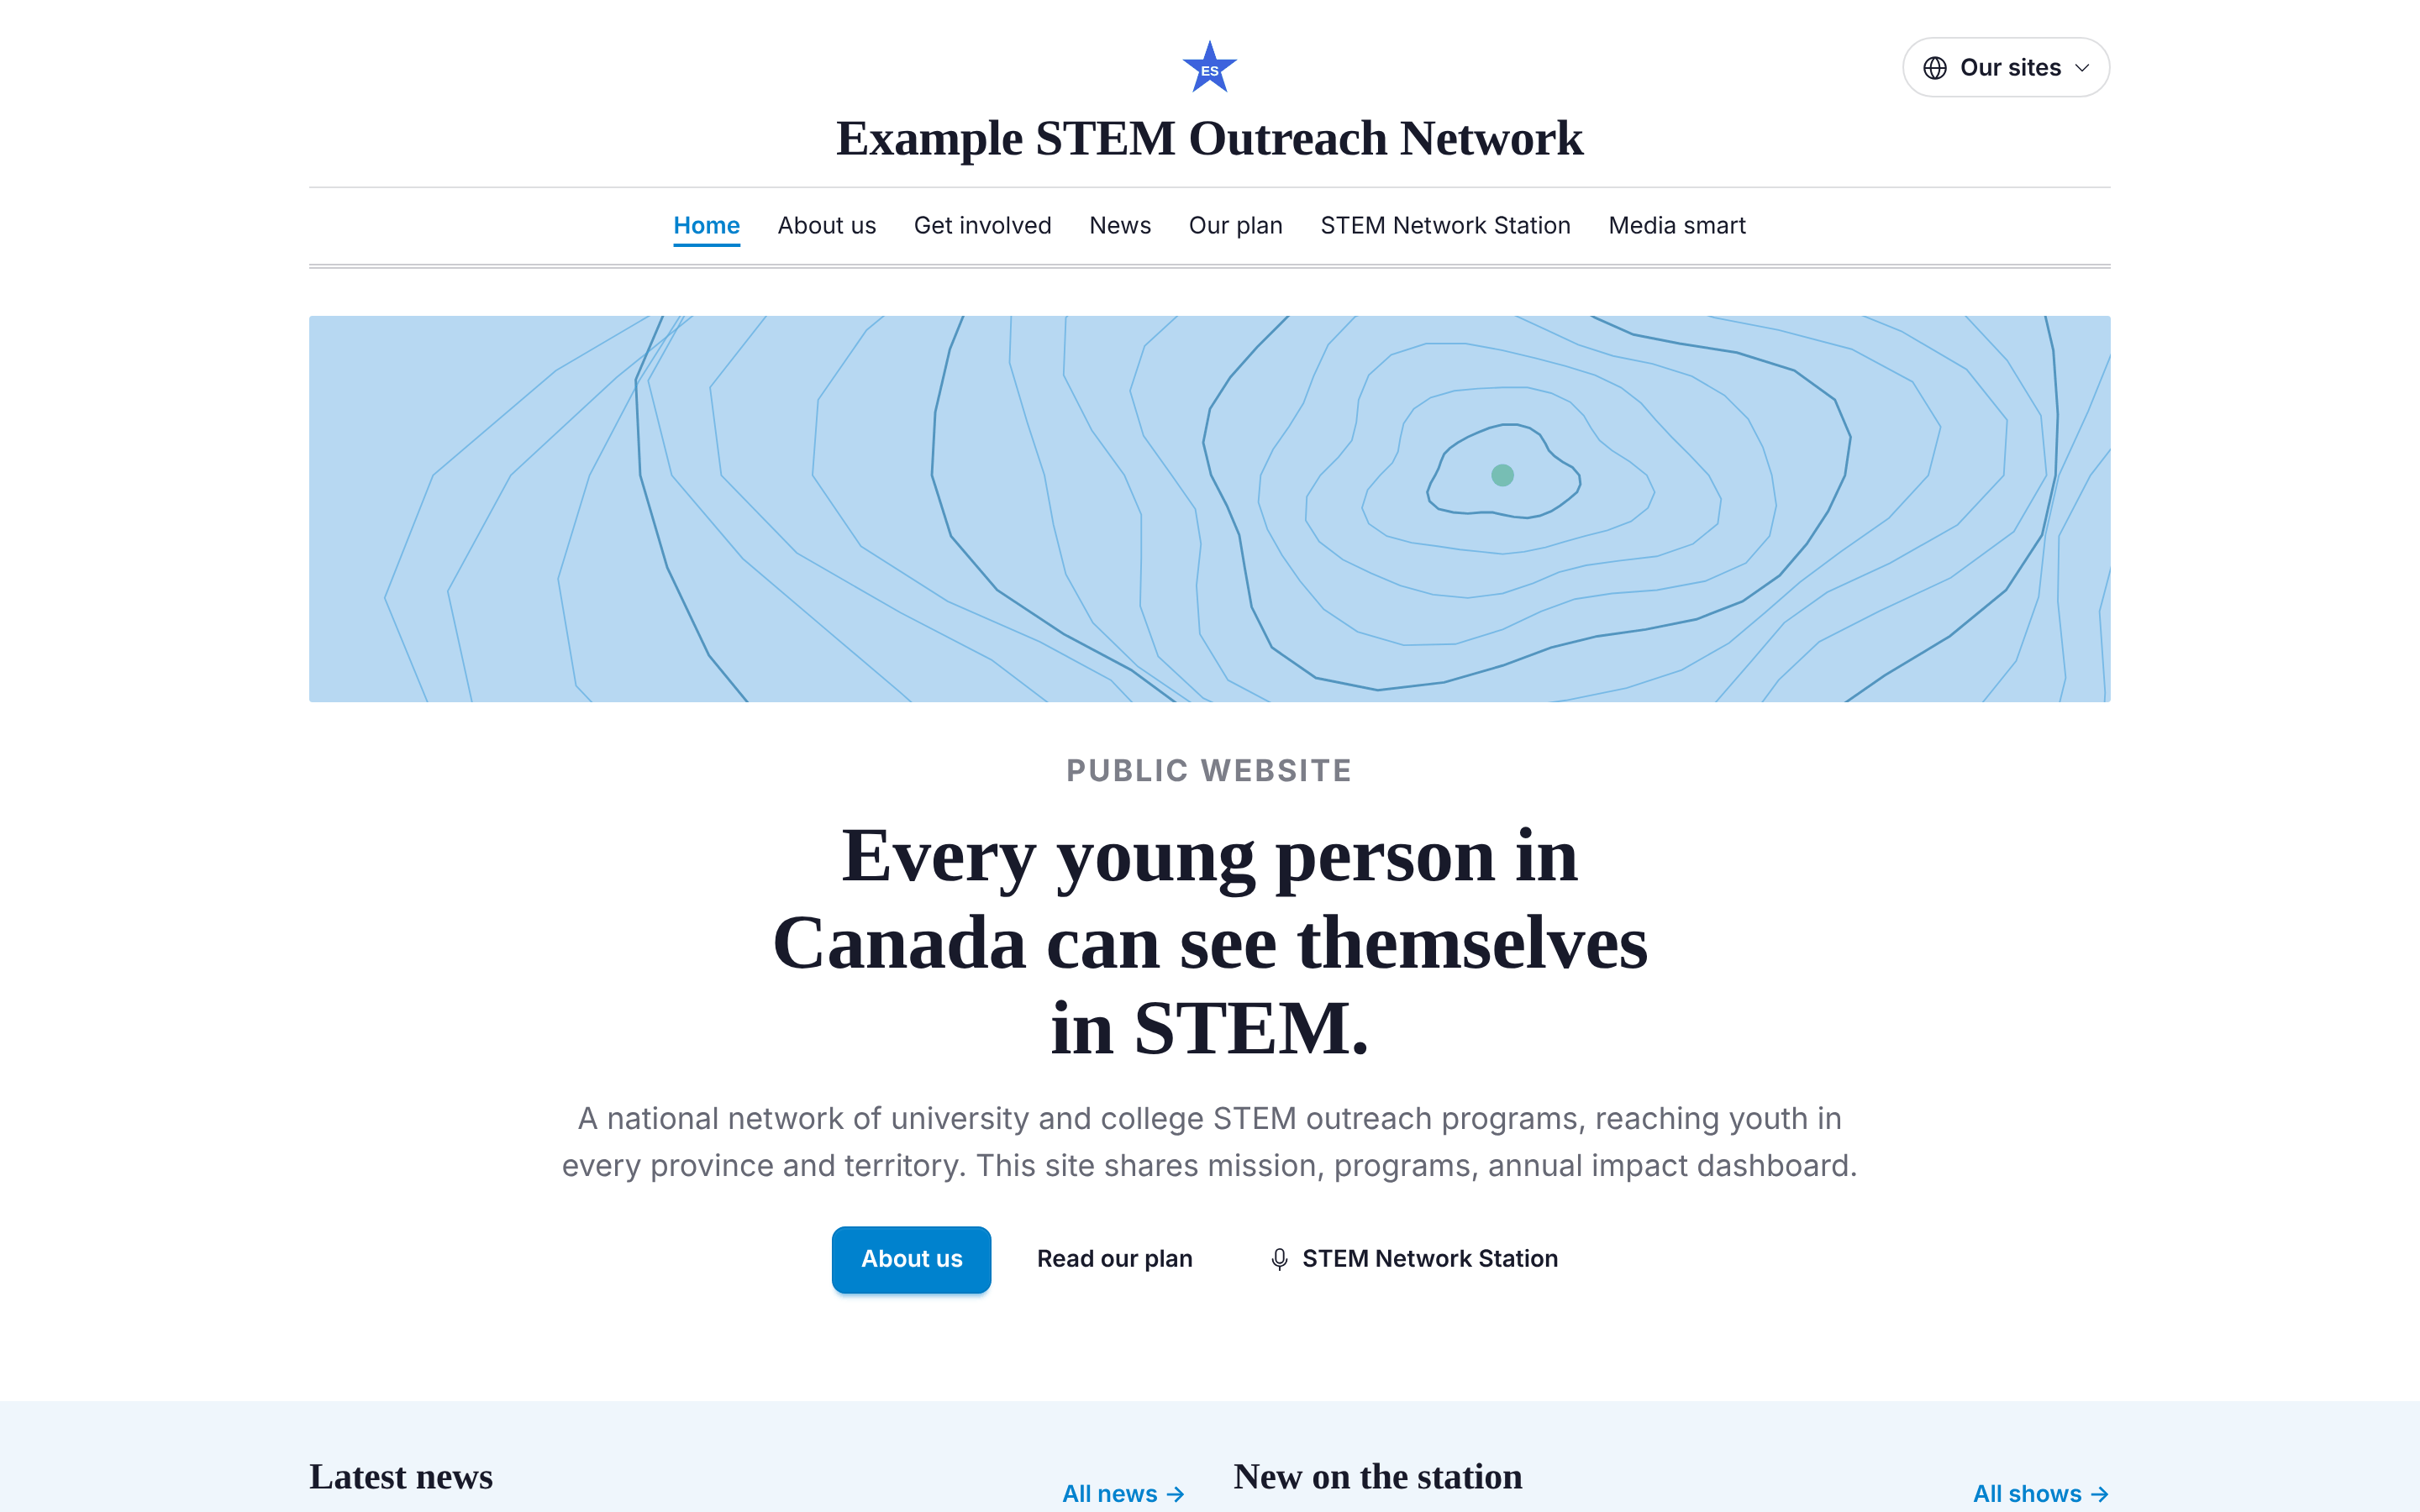 ES
Our sites
Example STEM Outreach Network
Home About us Get involved News Our plan STEM Network Station Media smart
PUBLIC WEBSITE
Every young person in
Canada can see themselves
in STEM.
A national network of university and college STEM outreach programs, reaching youth in
every province and territory. This site shares mission, programs, annual impact dashboard.
About us Read our plan STEM Network Station
Latest news
All news →
New on the station
All shows →